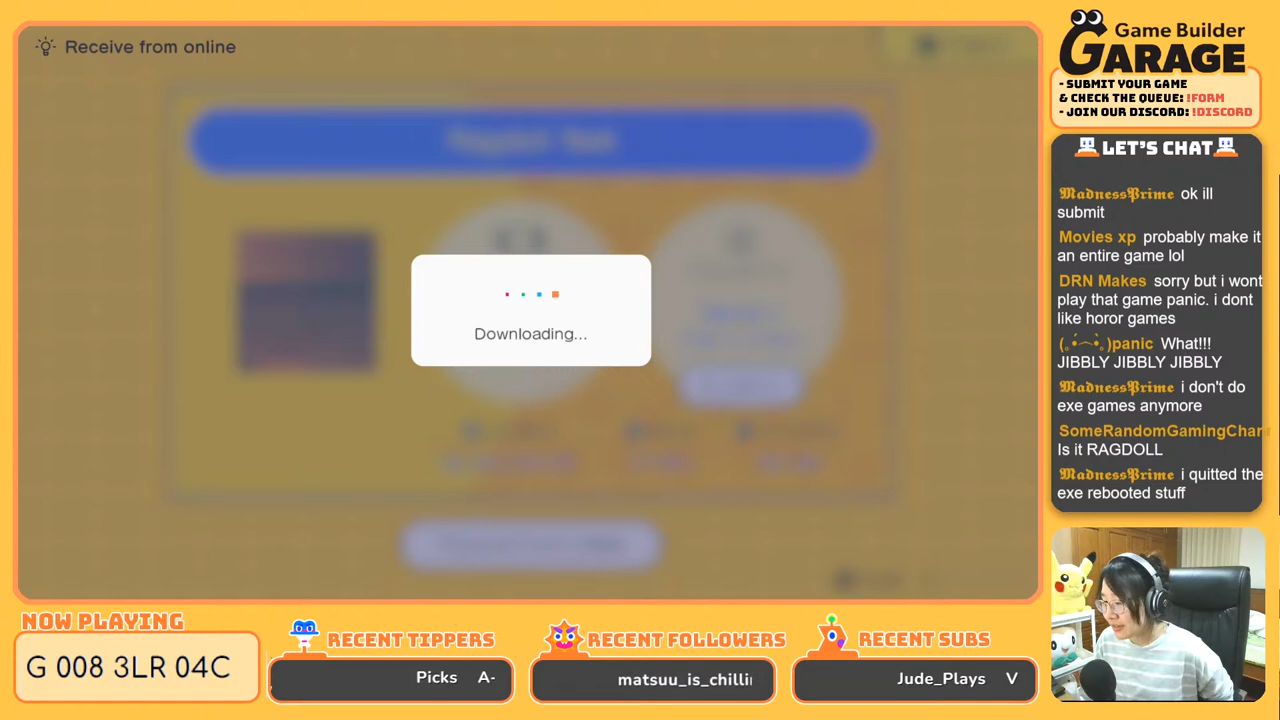 Receive from online
Downloading...
Game Builder
GARAGE
- SUBMIT YOUR GAME
& CHECK THE QUEUE: !FORM
- JOIN OUR DISCORD: !DISCORD
LET'S CHAT
MadnessPrime ok ill
submit
Movies xp probably make it
an entire game lol
DRN Makes sorry but i wont
play that game panic. i dont
like horor games
(｡•́︿•̀｡)panic What!!!
JIBBLY JIBBLY JIBBLY
MadnessPrime i don't do
exe games anymore
SomeRandomGamingChan
Is it RAGDOLL
MadnessPrime i quitted the
exe rebooted stuff
NOW PLAYING
G 008 3LR 04C
RECENT TIPPERS
Picks A-
RECENT FOLLOWERS
matsuu_is_chilli
RECENT SUBS
Jude_Plays V